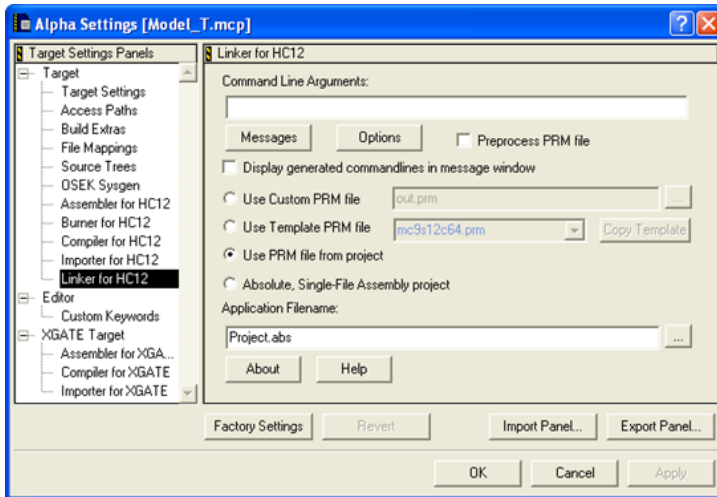 Alpha Settings [Model_T.mcp]
Target Settings Panels
Target
Target Settings
Access Paths
Build Extras
File Mappings
Source Trees
OSEK Sysgen
Assembler for HC12
Burner for HC12
Compiler for HC12
Importer for HC12
Linker for HC12
Editor
Custom Keywords
XGATE Target
Assembler for XGA...
Compiler for XGATE
Importer for XGATE
Linker for HC12
Command Line Arguments:
Messages
Options
Preprocess PRM file
Display generated commandlines in message window
Use Custom PRM file
out.prm
...
Use Template PRM file
mc9s12c64.prm
Copy Template
Use PRM file from project
Absolute, Single-File Assembly project
Application Filename:
Project.abs
...
About
Help
Factory Settings
Revert
Import Panel...
Export Panel...
OK
Cancel
Apply